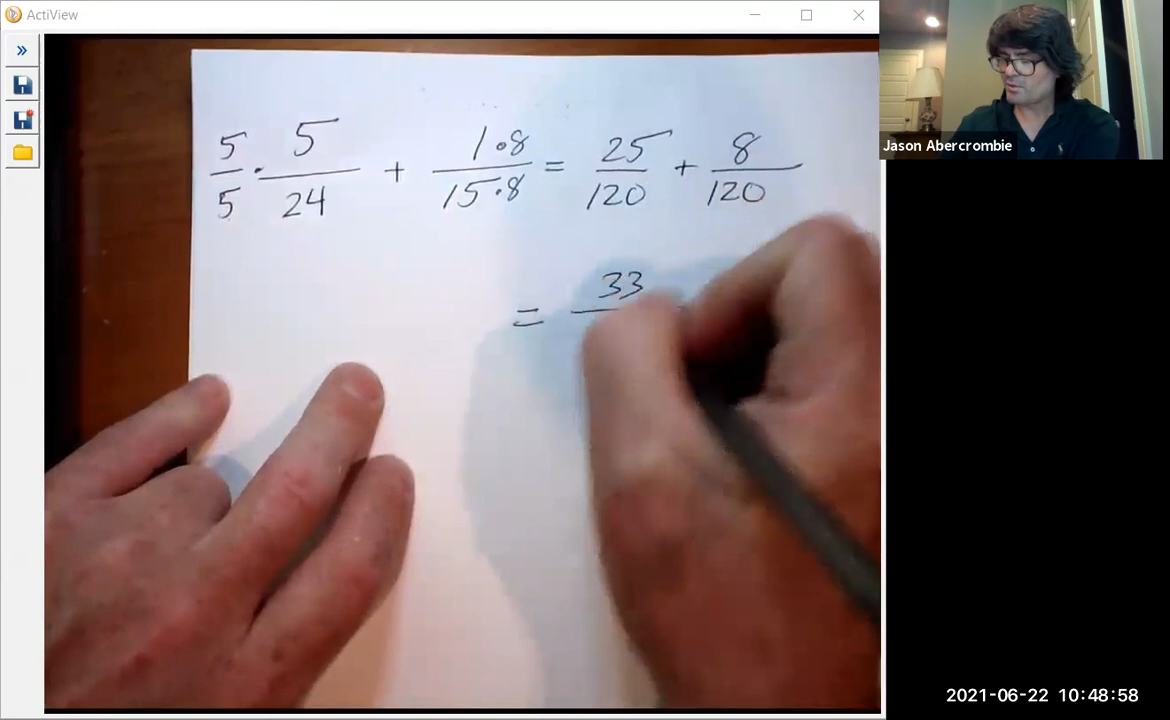 ActiView
Jason Abercrombie
5/5 · 5/24 + 1·8/15·8 = 25/120 + 8/120
= 33
2021-06-22 10:48:58